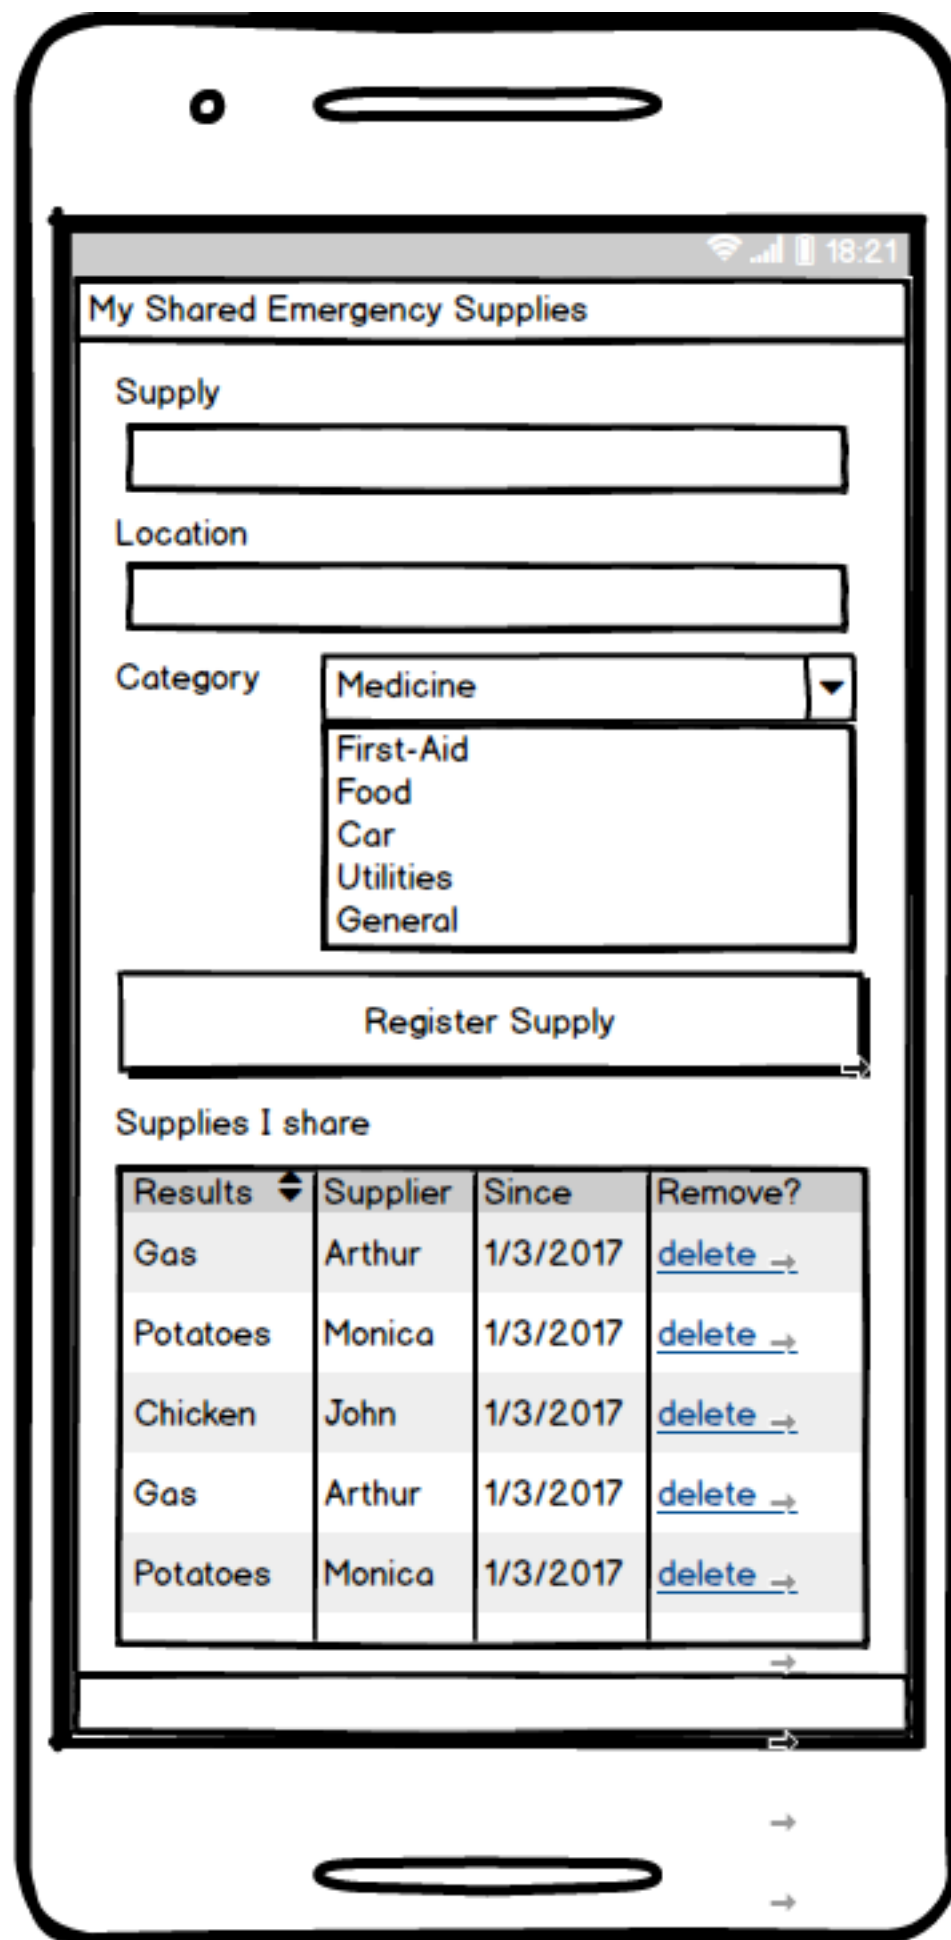 18:21
My Shared Emergency Supplies
Supply
Location
Category
Medicine
First-Aid
Food
Car
Utilities
General
Register Supply
Supplies I share
Results Supplier Since Remove?
Gas Arthur 1/3/2017 delete
Potatoes Monica 1/3/2017 delete
Chicken John 1/3/2017 delete
Gas Arthur 1/3/2017 delete
Potatoes Monica 1/3/2017 delete